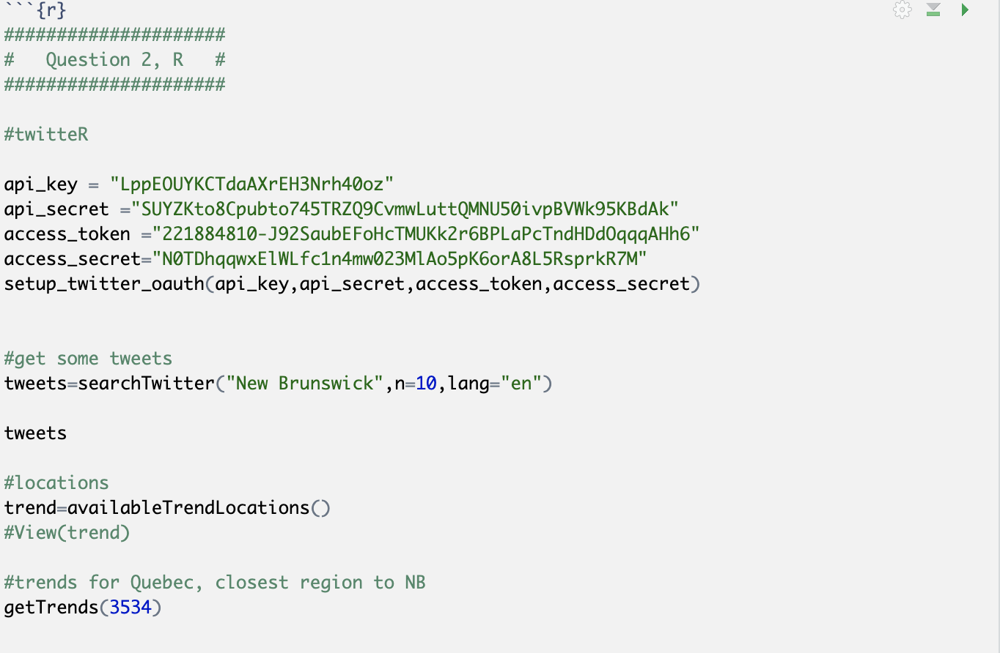 ```{r}
#####################
#   Question 2, R   #
#####################
#twitteR
api_key = "LppEOUYKCTdaAXrEH3Nrh40oz"
api_secret ="SUYZKto8Cpubto745TRZQ9CvmwLuttQMNU50ivpBVWk95KBdAk"
access_token ="221884810-J92SaubEFoHcTMUKk2r6BPLaPcTndHDdOqqqAHh6"
access_secret="N0TDhqqwxElWLfc1n4mw023MlAo5pK6orA8L5RsprkR7M"
setup_twitter_oauth(api_key,api_secret,access_token,access_secret)
#get some tweets
tweets=searchTwitter("New Brunswick",n=10,lang="en")
tweets
#locations
trend=availableTrendLocations()
#View(trend)
#trends for Quebec, closest region to NB
getTrends(3534)